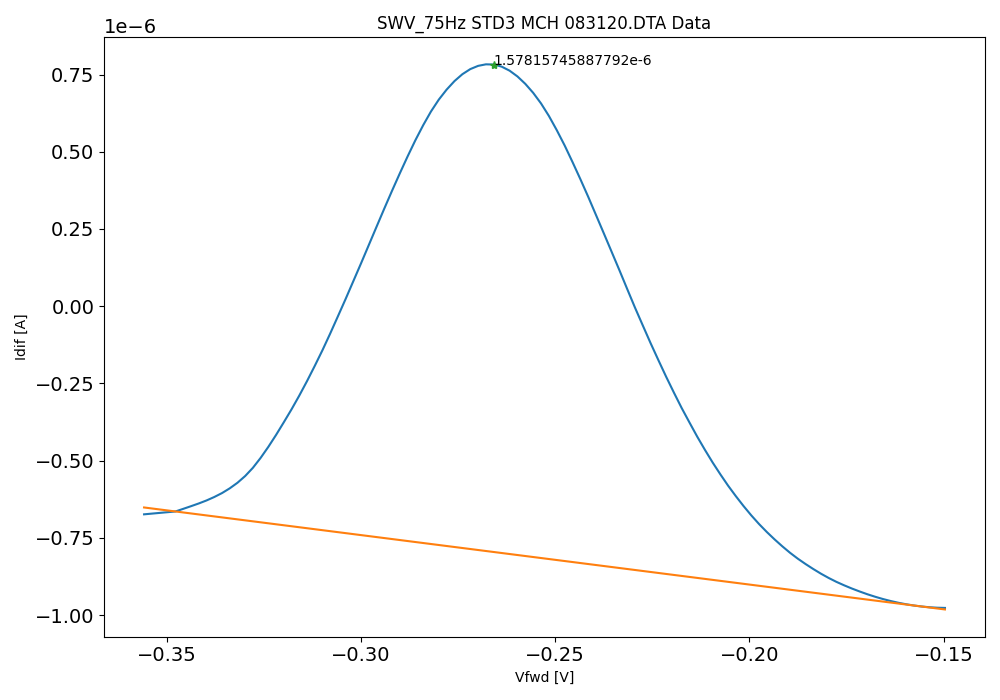 SWV_75Hz STD3 MCH 083120.DTA Data
1e−6
1.57815745887792e-6
0.75
0.50
0.25
0.00
−0.25
−0.50
−0.75
−1.00
Idif [A]
−0.35 −0.30 −0.25 −0.20 −0.15
Vfwd [V]